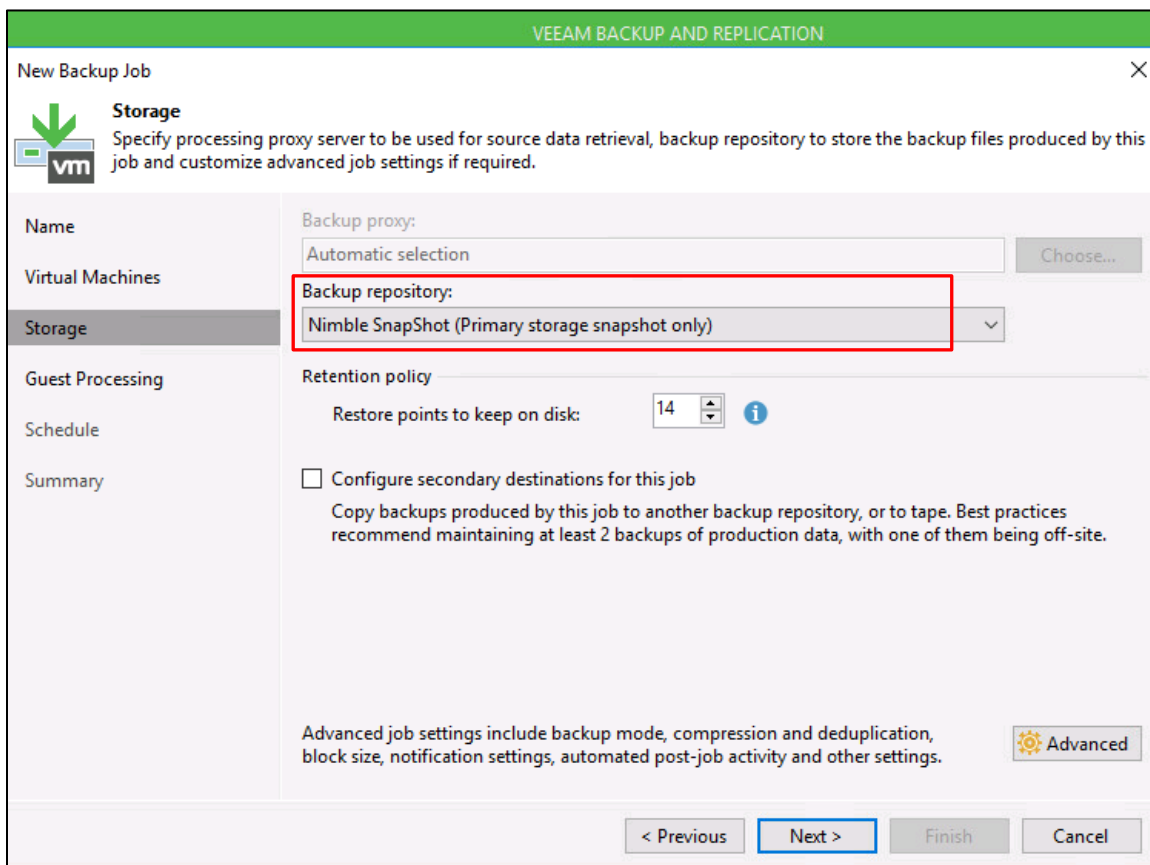 VEEAM BACKUP AND REPLICATION
New Backup Job
Storage
Specify processing proxy server to be used for source data retrieval, backup repository to store the backup files produced by this
job and customize advanced job settings if required.
vm
Name
Virtual Machines
Storage
Guest Processing
Schedule
Summary
Backup proxy:
Automatic selection
Choose...
Backup repository:
Nimble SnapShot (Primary storage snapshot only)
Retention policy
Restore points to keep on disk:
14
Configure secondary destinations for this job
Copy backups produced by this job to another backup repository, or to tape. Best practices
recommend maintaining at least 2 backups of production data, with one of them being off-site.
Advanced job settings include backup mode, compression and deduplication,
block size, notification settings, automated post-job activity and other settings.
Advanced
< Previous
Next >
Finish
Cancel